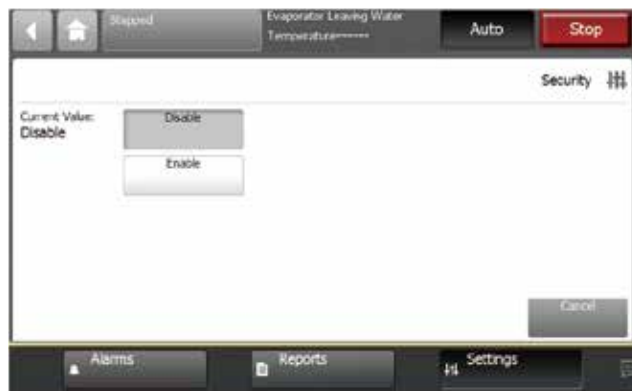 Stopped
Evaporator Leaving Water
Temperature------
Auto
Stop
Security
Current Value:
Disable
Disable
Enable
Cancel
Alarms
Reports
Settings